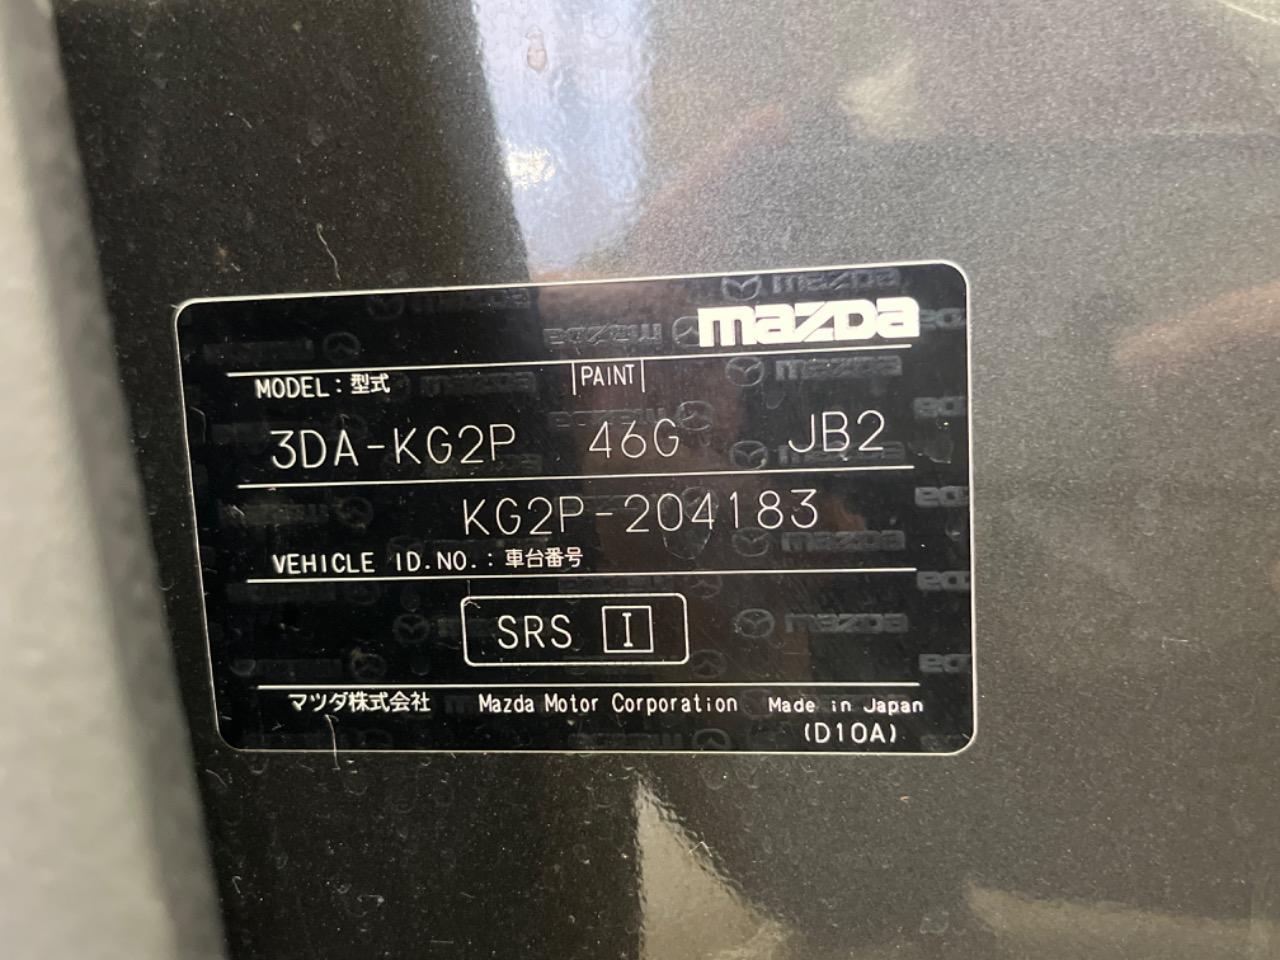 mazda
MODEL：型式 PAINT
3DA-KG2P 46G JB2
KG2P-204183
VEHICLE ID.NO.：車台番号
SRS I
マツダ株式会社 Mazda Motor Corporation Made in Japan
(D10A)